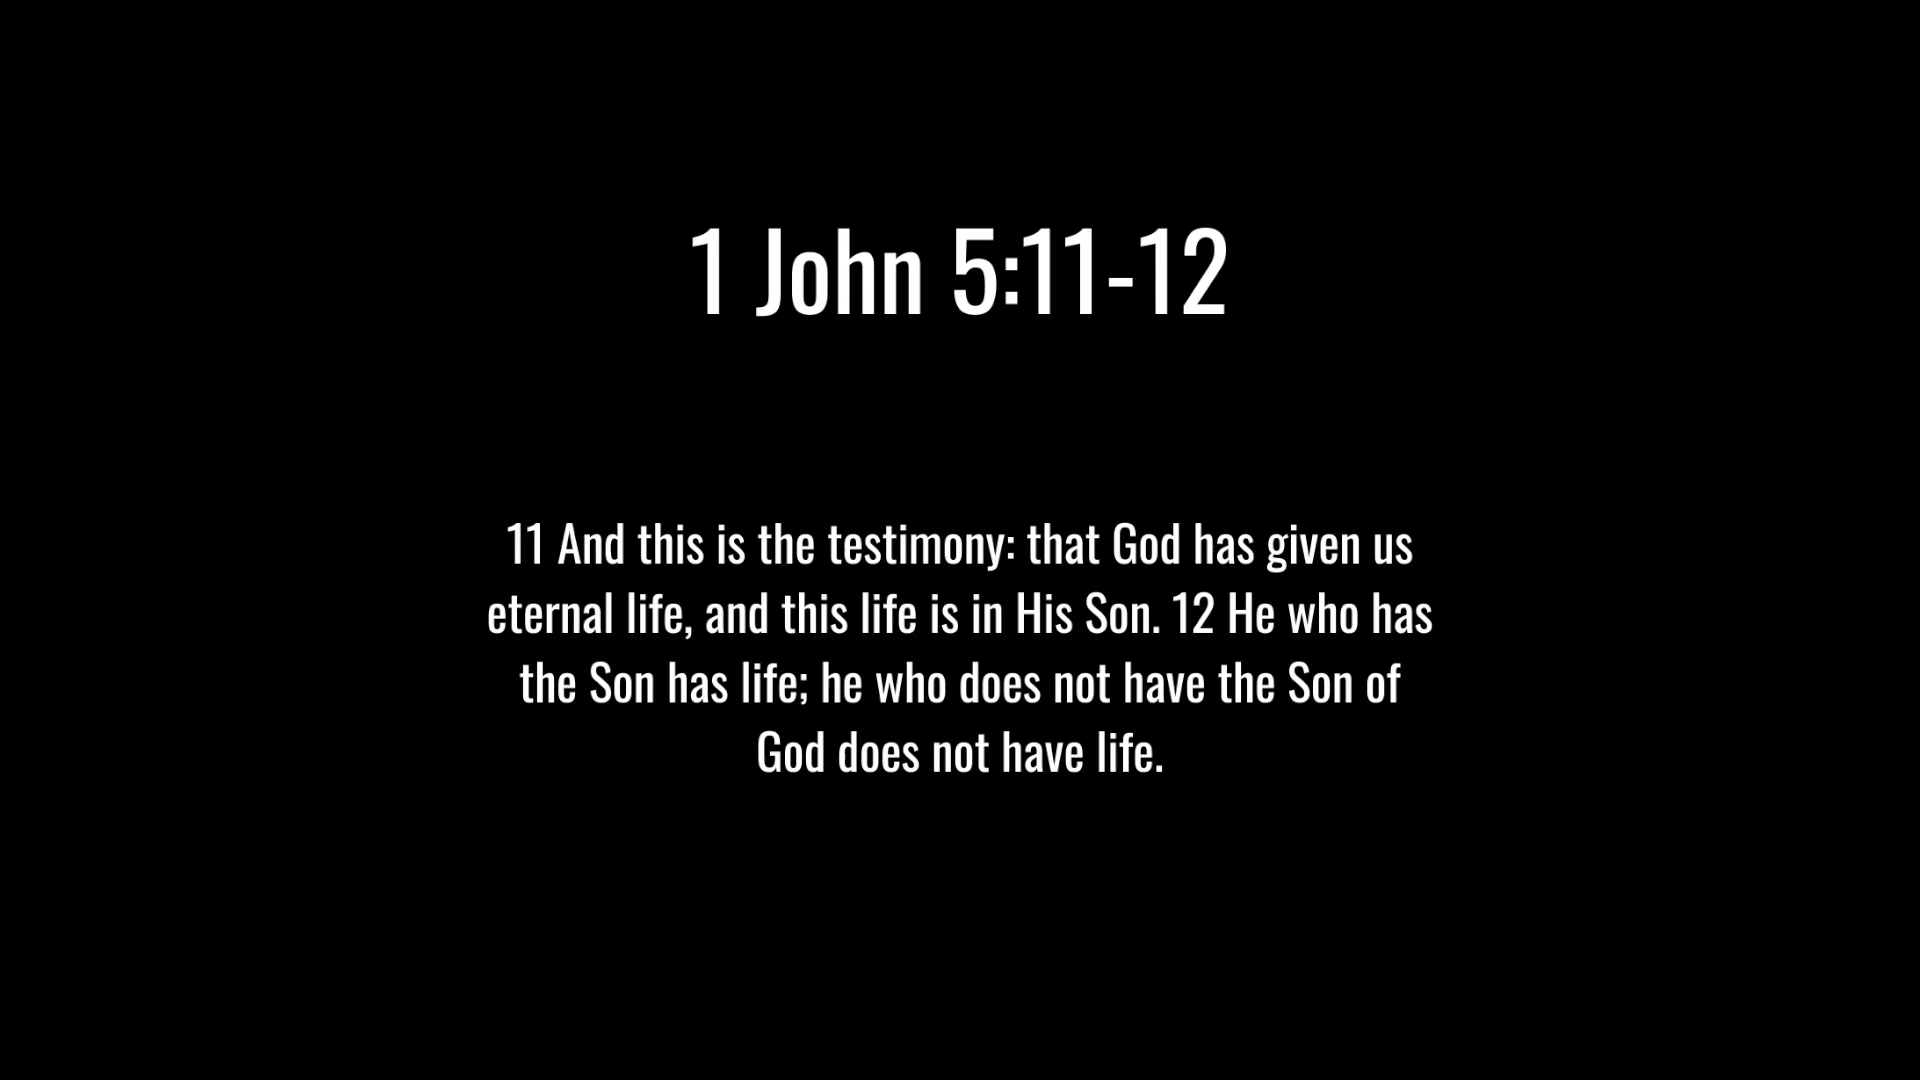 1 John 5:11-12
11 And this is the testimony: that God has given us
eternal life, and this life is in His Son. 12 He who has
the Son has life; he who does not have the Son of
God does not have life.